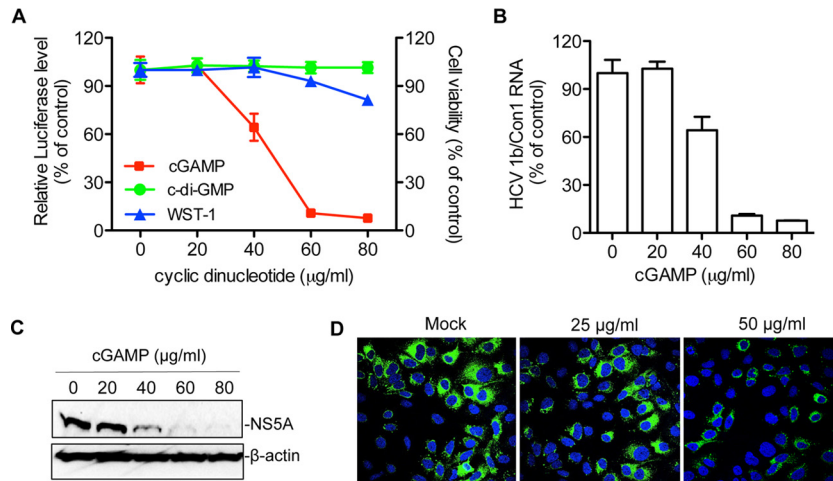 A
Relative Luciferase level
(% of control)
120
90
60
30
0
cGAMP
c-di-GMP
WST-1
0 20 40 60 80
cyclic dinucleotide (µg/ml)
120
90
60
30
0
Cell viability (% of control)
B
HCV 1b/Con1 RNA
(% of control)
120
90
60
30
0
0 20 40 60 80
cGAMP (µg/ml)
C
cGAMP (µg/ml)
0 20 40 60 80
-NS5A
-β-actin
D
Mock 25 µg/ml 50 µg/ml